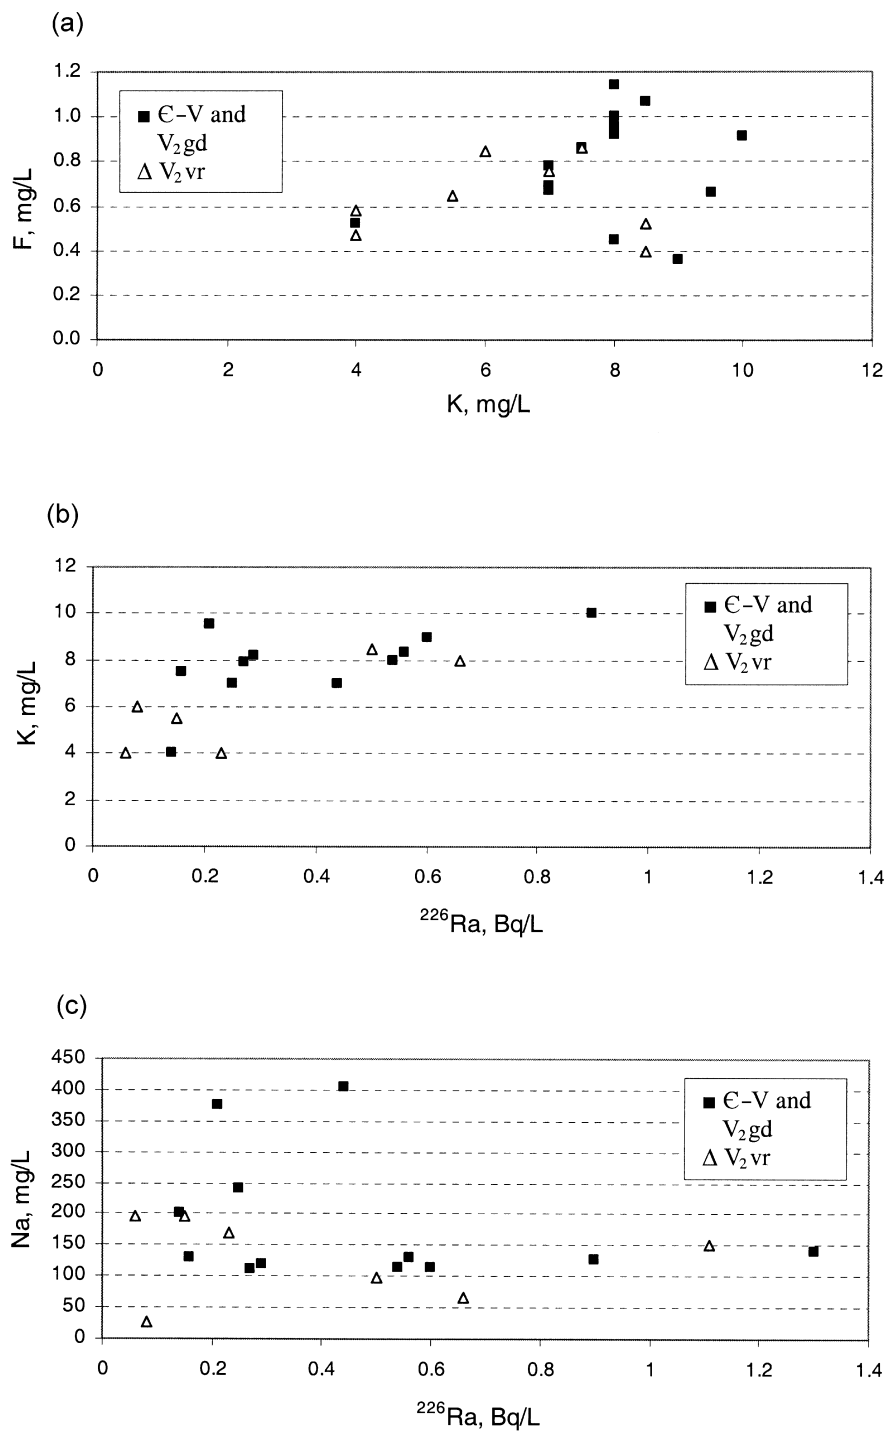 (a)
1.2
1.0
0.8
0.6
0.4
0.2
0.0
F, mg/L
Є–V and
V₂gd
V₂vr
0 2 4 6 8 10 12
K, mg/L
(b)
12
10
8
6
4
2
0
K, mg/L
Є–V and
V₂gd
V₂vr
0 0.2 0.4 0.6 0.8 1 1.2 1.4
²²⁶Ra, Bq/L
(c)
450
400
350
300
250
200
150
100
50
0
Na, mg/L
Є–V and
V₂gd
V₂vr
0 0.2 0.4 0.6 0.8 1 1.2 1.4
²²⁶Ra, Bq/L